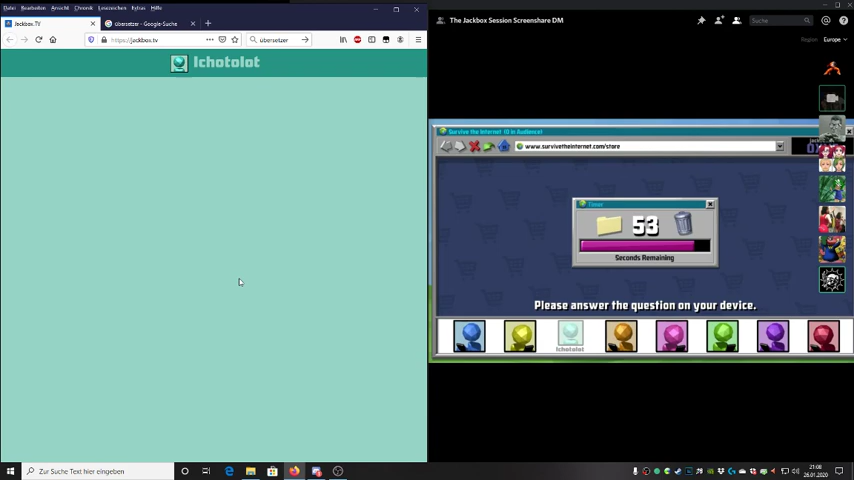 Datei Bearbeiten Ansicht Chronik Lesezeichen Extras Hilfe
Jackbox.TV
übersetzer - Google-Suche
https://jackbox.tv
übersetzer
Ichotolot
The Jackbox Session Screenshare DM
Suche
Region Europe
Survive the Internet (0 in Audience)
www.survivetheinternet.com/store
Timer
53
Seconds Remaining
Please answer the question on your device.
Ichotolot
Zur Suche Text hier eingeben
21:08
26.01.2020